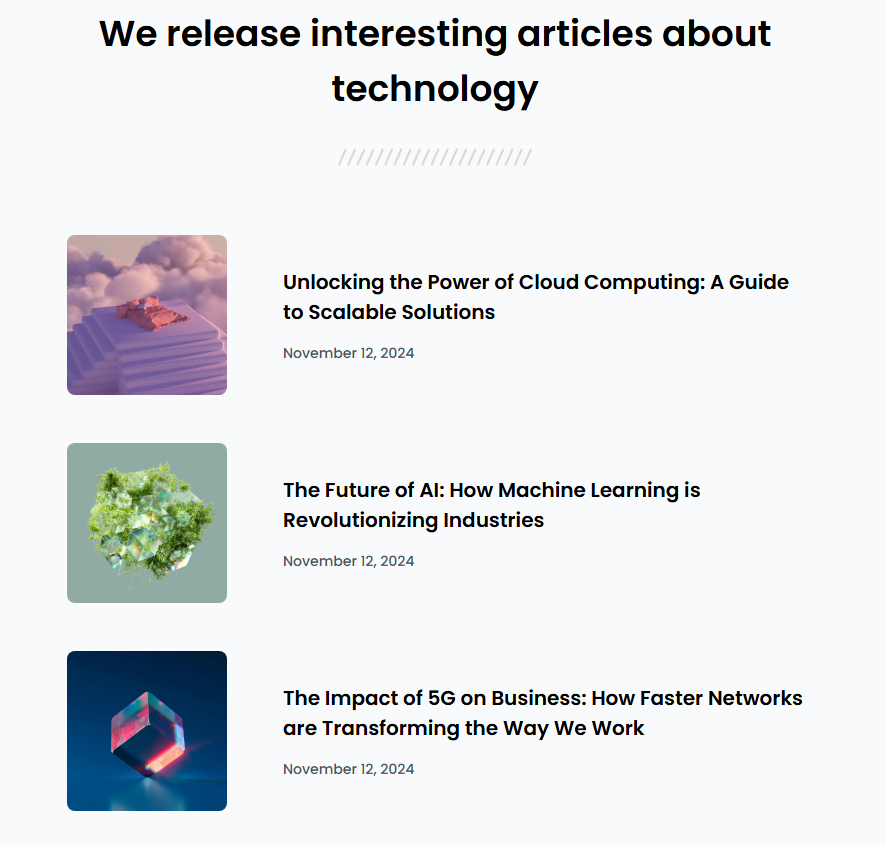 We release interesting articles about
technology
Unlocking the Power of Cloud Computing: A Guide
to Scalable Solutions
November 12, 2024
The Future of AI: How Machine Learning is
Revolutionizing Industries
November 12, 2024
The Impact of 5G on Business: How Faster Networks
are Transforming the Way We Work
November 12, 2024